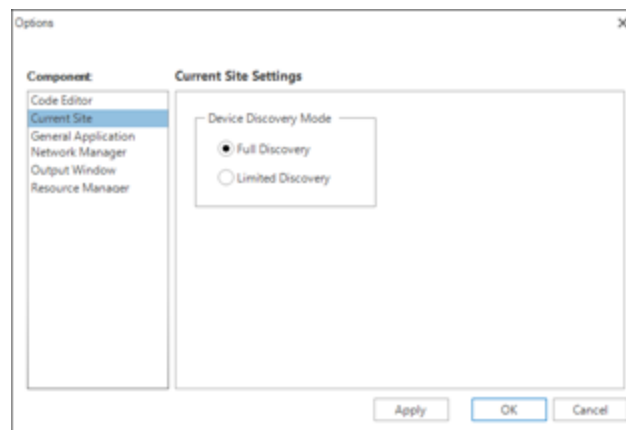 Options
Component:
Current Site Settings
Code Editor
Current Site
General Application
Network Manager
Output Window
Resource Manager
Device Discovery Mode
Full Discovery
Limited Discovery
Apply
OK
Cancel